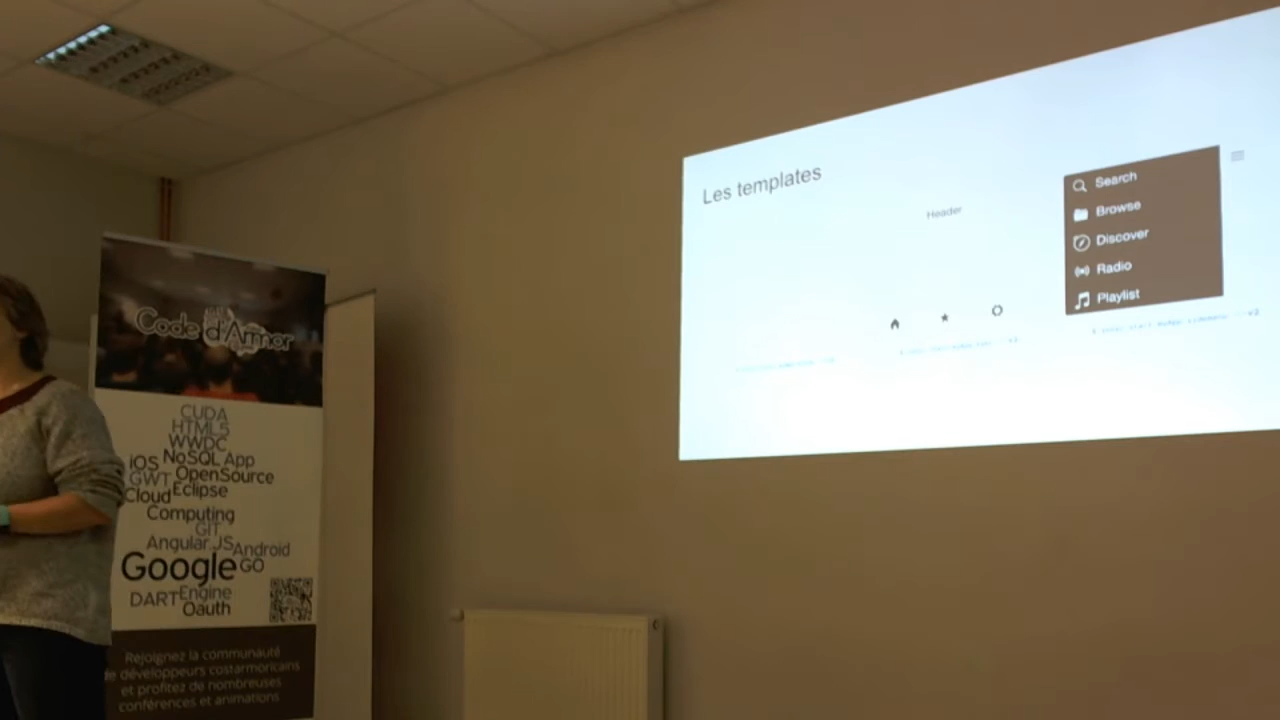 Code d'Armor
CUDA
HTML5
WWDC
NoSQL App
iOS
OpenSource
GWT
Eclipse
Cloud
Computing
GIT
Angular.JS
Android
Google GO
Engine
DART
Oauth
Rejoignez la communauté
de développeurs costarmoricains
et profitez de nombreuses
conférences et animations
Les templates
Header
Search
Browse
Discover
Radio
Playlist